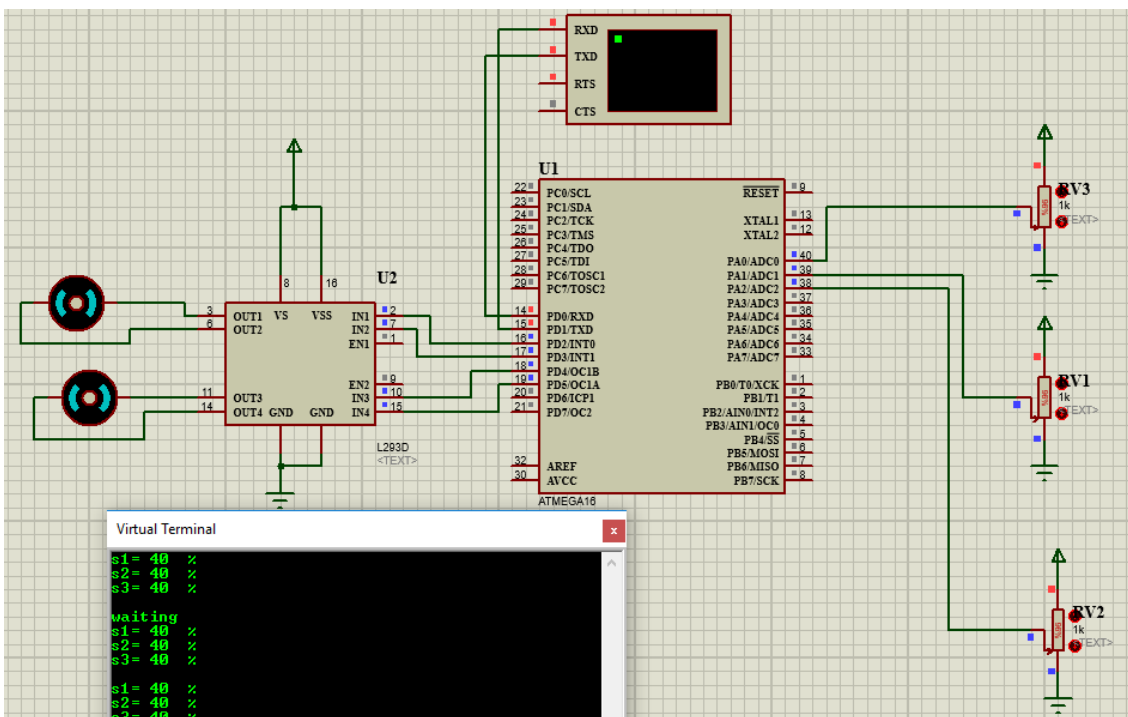 RXD
TXD
RTS
CTS
U1
22 PC0/SCL
23 PC1/SDA
24 PC2/TCK
25 PC3/TMS
26 PC4/TDO
27 PC5/TDI
28 PC6/TOSC1
29 PC7/TOSC2
14 PD0/RXD
15 PD1/TXD
16 PD2/INT0
17 PD3/INT1
18 PD4/OC1B
19 PD5/OC1A
20 PD6/ICP1
21 PD7/OC2
32 AREF
30 AVCC
RESET 9
XTAL1 13
XTAL2 12
PA0/ADC0 40
PA1/ADC1 39
PA2/ADC2 38
PA3/ADC3 37
PA4/ADC4 36
PA5/ADC5 35
PA6/ADC6 34
PA7/ADC7 33
PB0/T0/XCK 1
PB1/T1 2
PB2/AIN0/INT2 3
PB3/AIN1/OC0 4
PB4/SS 5
PB5/MOSI 6
PB6/MISO 7
PB7/SCK 8
ATMEGA16
U2
8 16
VS VSS
3 OUT1
6 OUT2
11 OUT3
14 OUT4
GND GND
IN1 2
IN2 7
EN1 1
EN2 9
IN3 10
IN4 15
L293D
<TEXT>
RV3
1k
96%
<TEXT>
RV1
1k
96%
<TEXT>
RV2
1k
96%
<TEXT>
Virtual Terminal
x
s1= 40 %
s2= 40 %
s3= 40 %
waiting
s1= 40 %
s2= 40 %
s3= 40 %
s1= 40 %
s2= 40 %
s3= 40 %